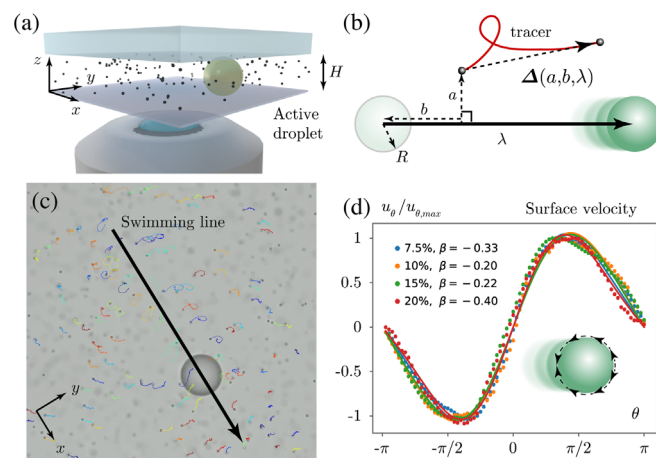 (a)
z
y
x
H
Active
droplet
(b)
tracer
Δ(a,b,λ)
a
b
λ
R
(c)
Swimming line
y
x
(d)
u_θ/u_θ,max
Surface velocity
1
0.5
0
-0.5
-1
7.5%, β = −0.33
10%, β = −0.20
15%, β = −0.22
20%, β = −0.40
θ
-π
-π/2
0
π/2
π